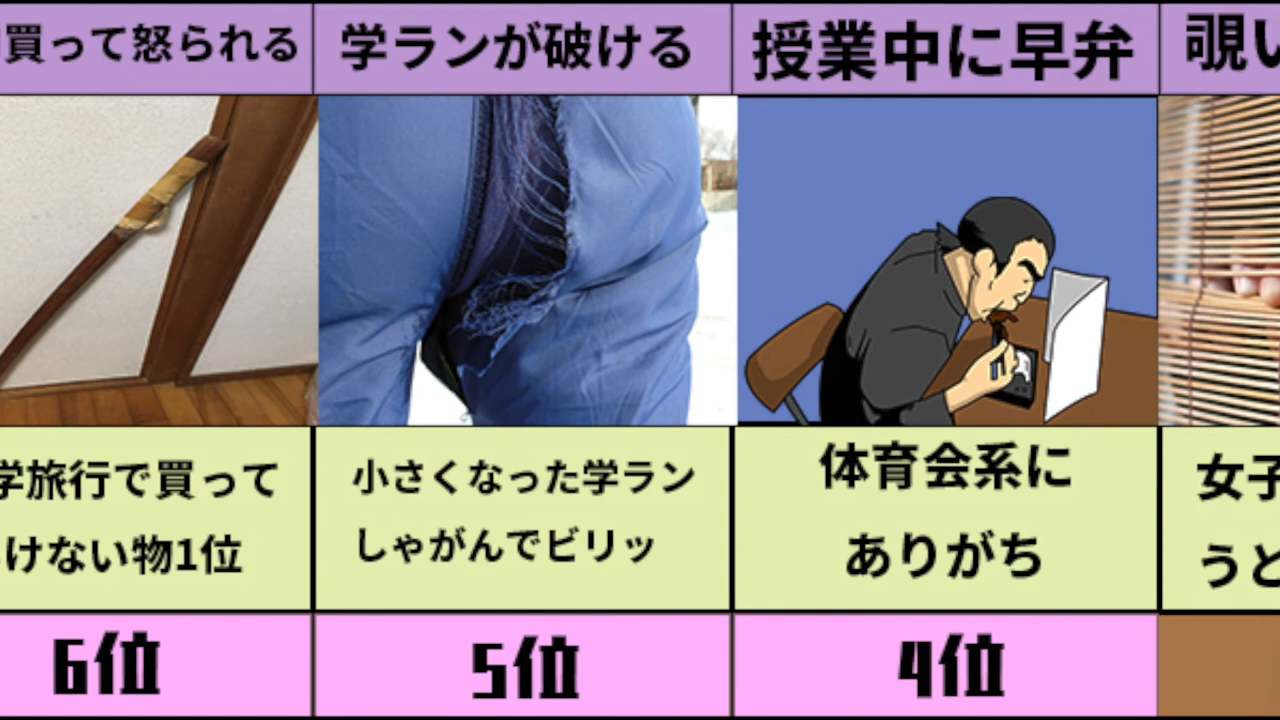 買って怒られる
学ランが破ける
授業中に早弁
覗い
学旅行で買って
けない物1位
小さくなった学ラン
しゃがんでビリッ
体育会系に
ありがち
女子
うと
6位
5位
4位